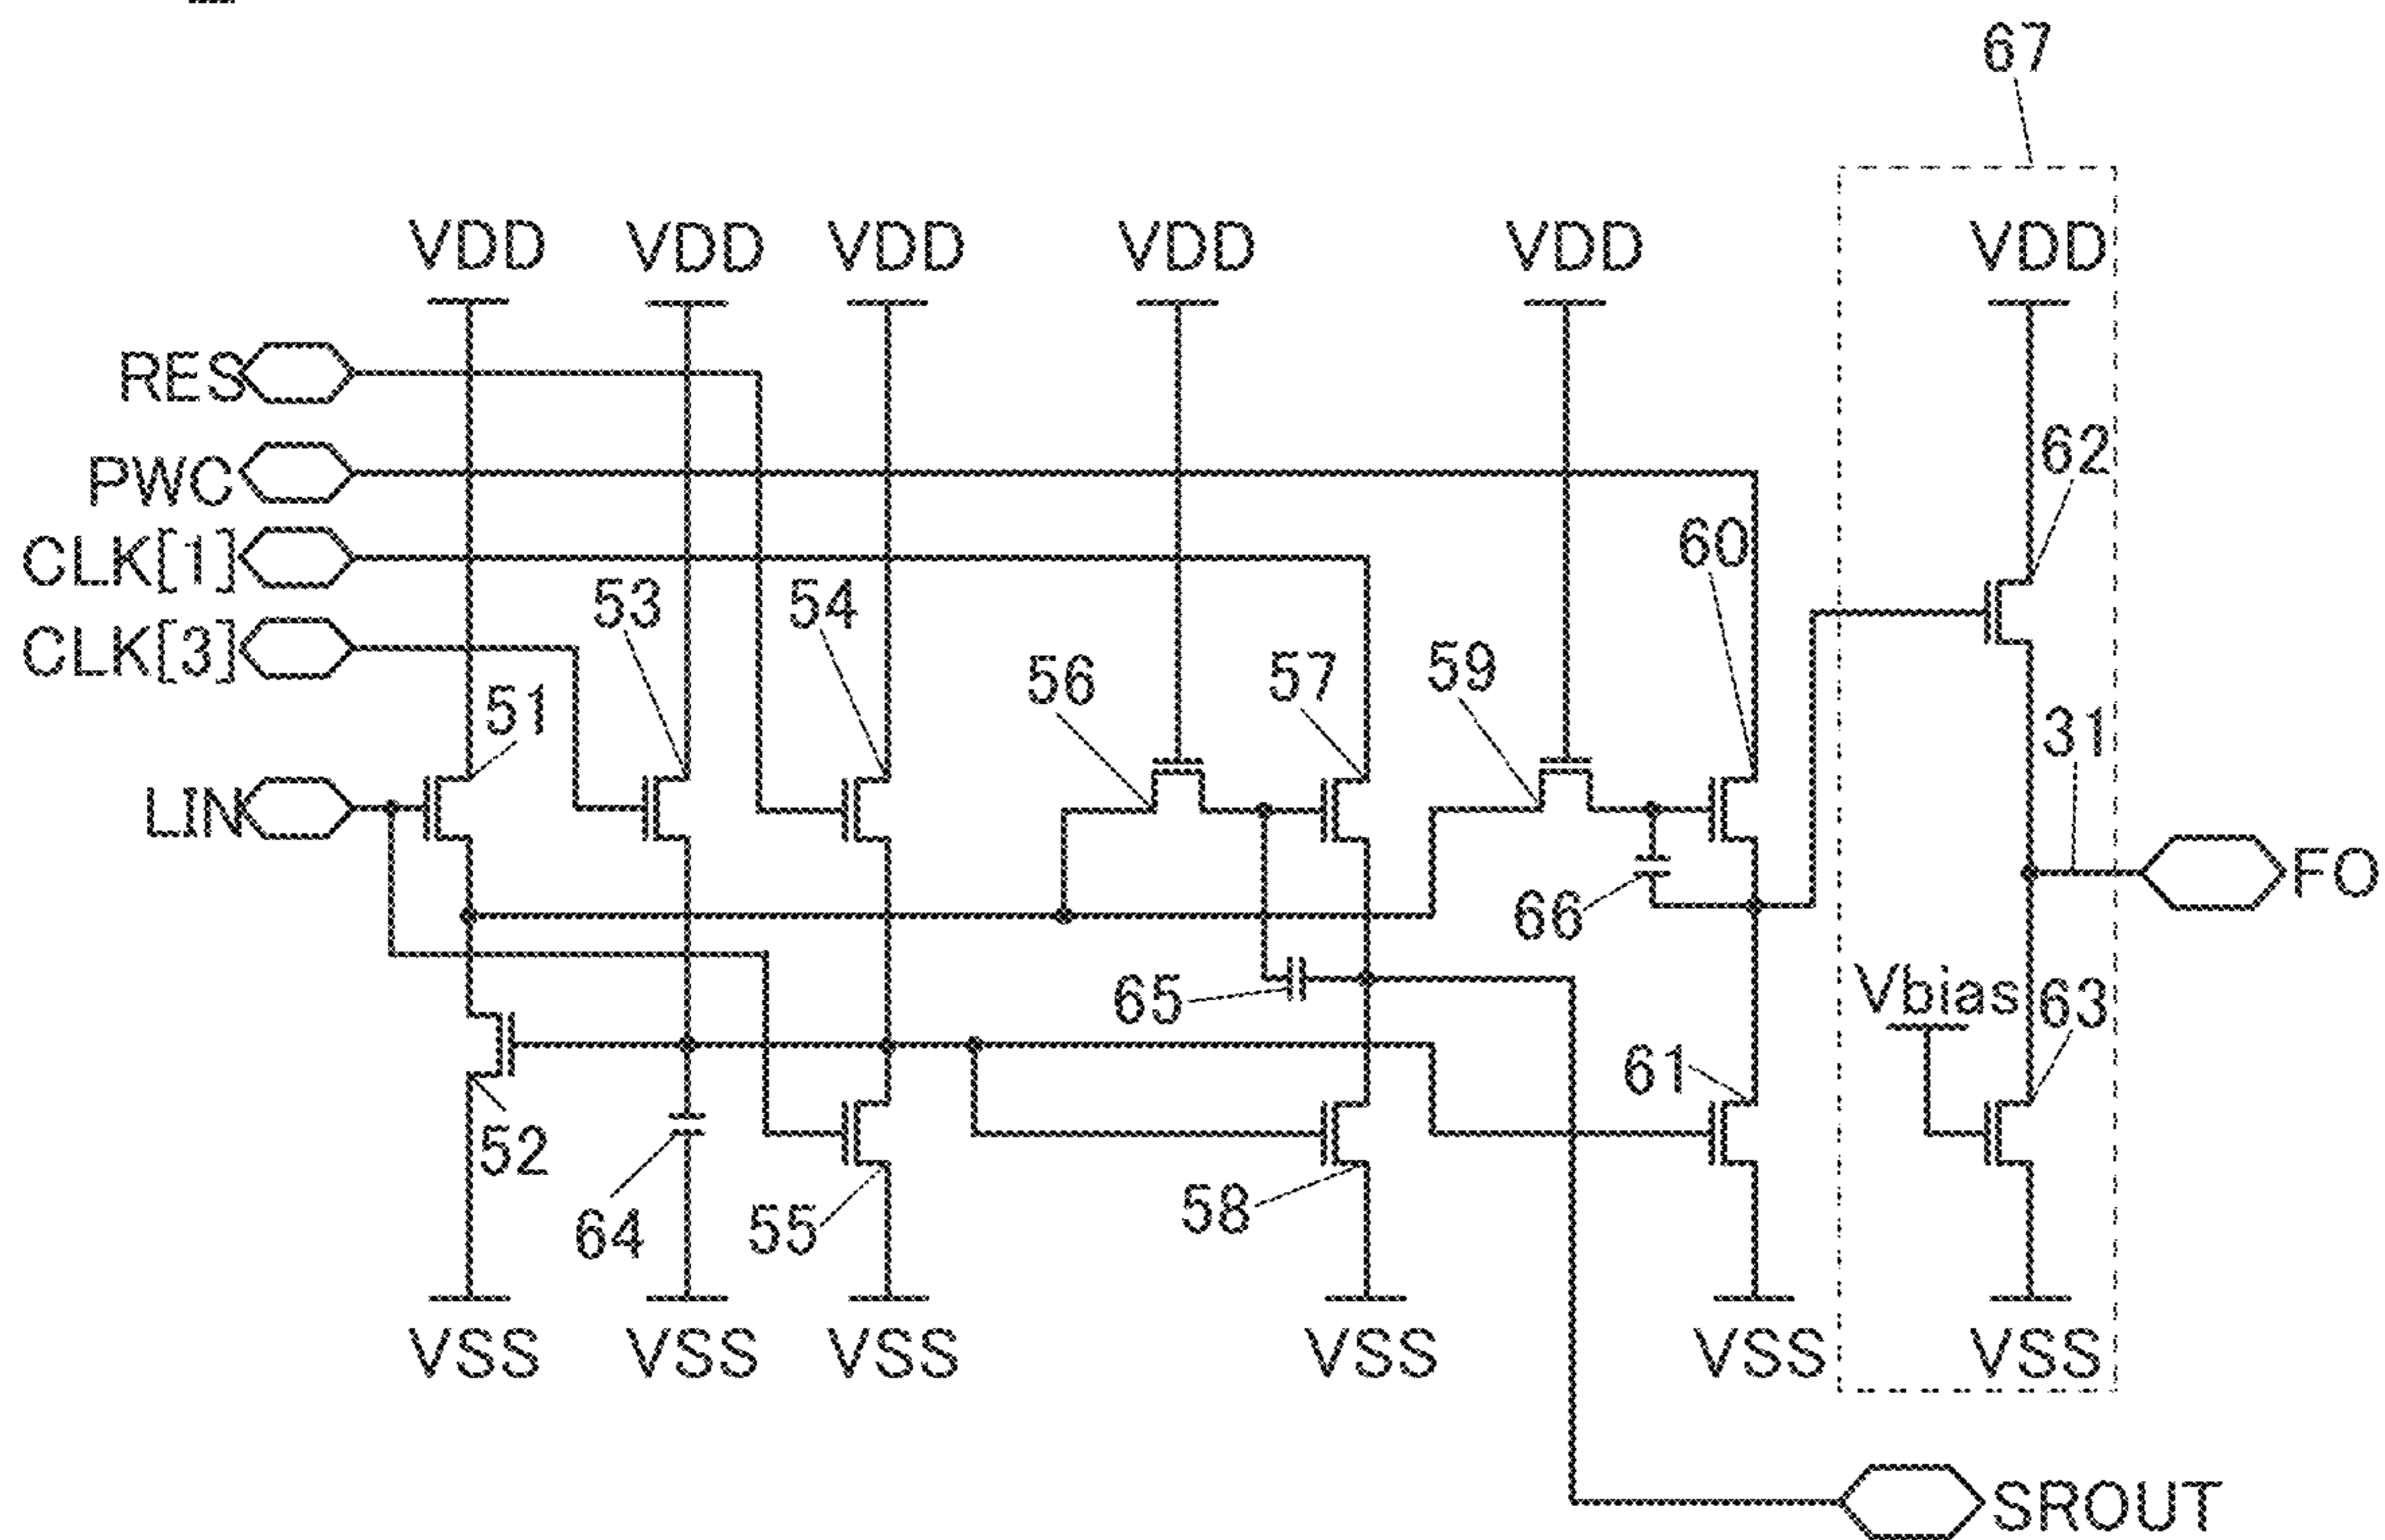 67
VDD VDD VDD VDD VDD VDD
RES
PWC
62
CLK[1]
60
53
54
CLK[3]
56
57
59
51
31
LIN
FO
66
65
Vbias
63
61
52
64
55
58
VSS VSS VSS VSS VSS VSS
SROUT